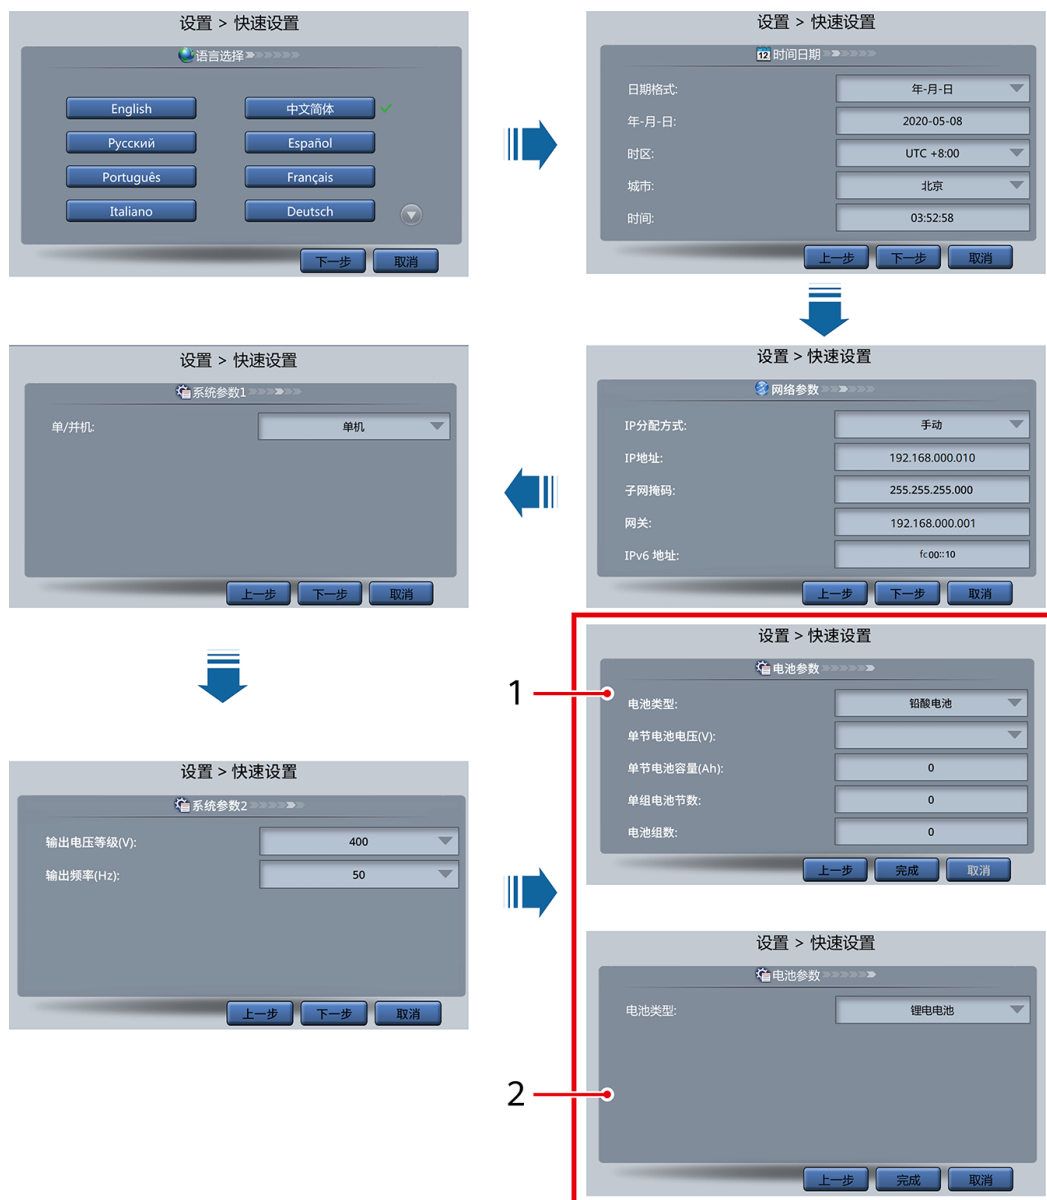 设置 > 快速设置
语言选择
English
中文简体
Русский
Español
Português
Français
Italiano
Deutsch
下一步
取消
设置 > 快速设置
12 时间日期
日期格式:
年-月-日
年-月-日:
2020-05-08
时区:
UTC +8:00
城市:
北京
时间:
03:52:58
上一步
下一步
取消
设置 > 快速设置
网络参数
IP分配方式:
手动
IP地址:
192.168.000.010
子网掩码:
255.255.255.000
网关:
192.168.000.001
IPv6 地址:
fc00::10
上一步
下一步
取消
设置 > 快速设置
系统参数1
单/并机:
单机
上一步
下一步
取消
设置 > 快速设置
系统参数2
输出电压等级(V):
400
输出频率(Hz):
50
上一步
下一步
取消
1
设置 > 快速设置
电池参数
电池类型:
铅酸电池
单节电池电压(V):
单节电池容量(Ah):
0
单组电池节数:
0
电池组数:
0
上一步
完成
取消
2
设置 > 快速设置
电池参数
电池类型:
锂电电池
上一步
完成
取消